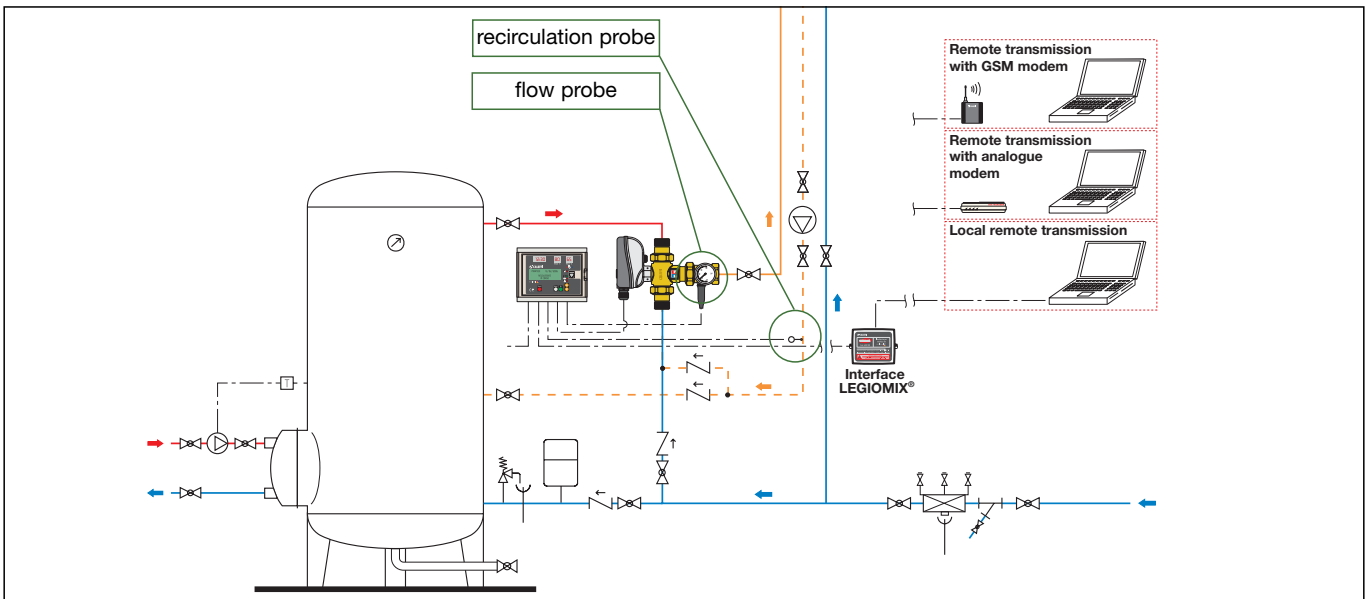 recirculation probe
flow probe
Remote transmission
with GSM modem
Remote transmission
with analogue
modem
Local remote transmission
Interface
LEGIOMIX®
T